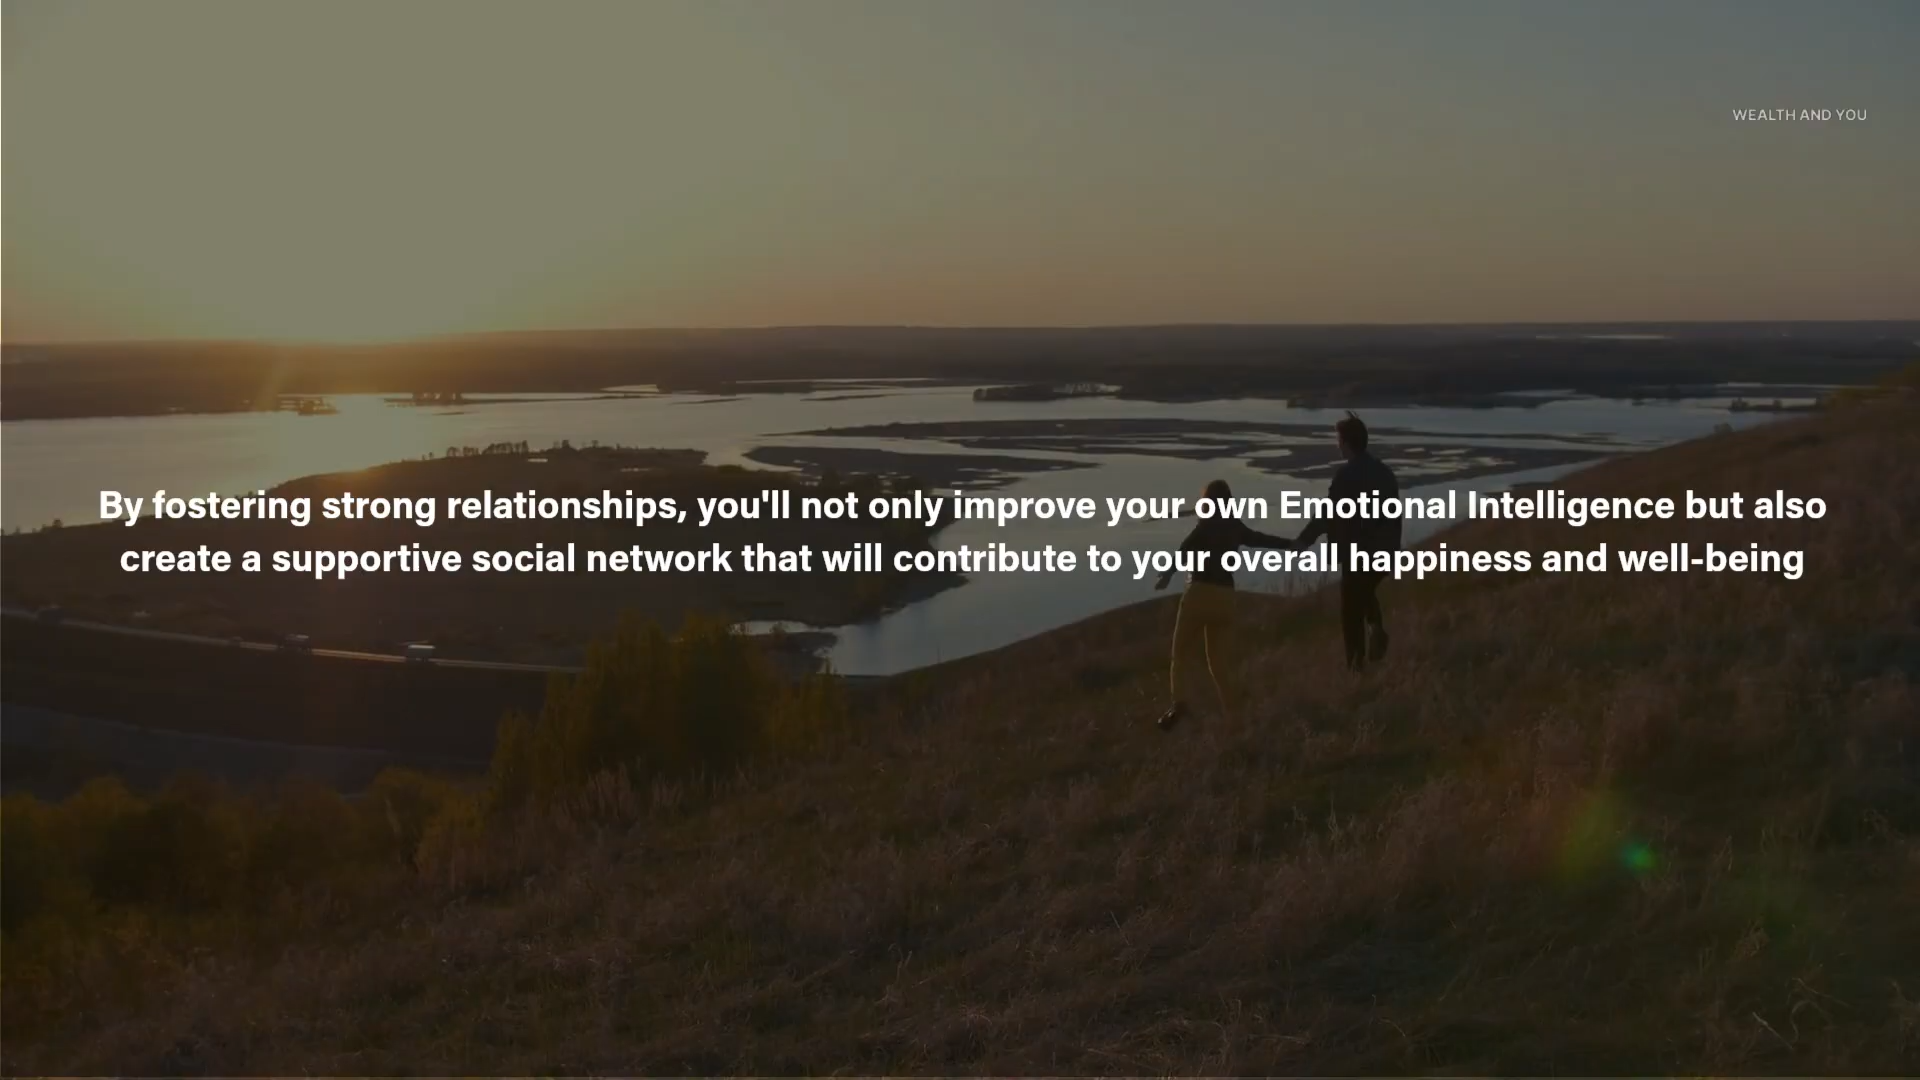 WEALTH AND YOU
By fostering strong relationships, you'll not only improve your own Emotional Intelligence but also
create a supportive social network that will contribute to your overall happiness and well-being